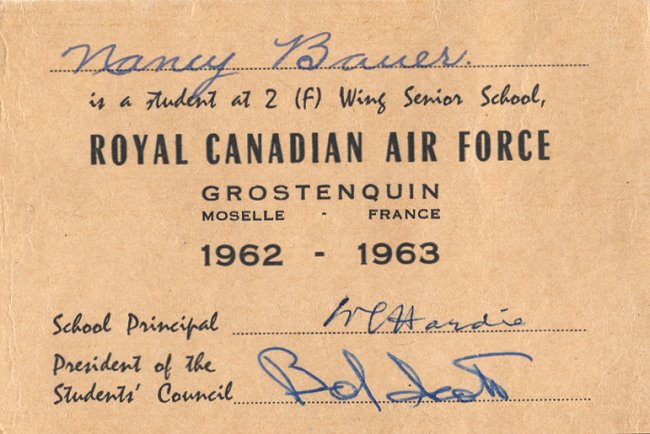 Nancy Bauer.
is a student at 2 (F) Wing Senior School,
ROYAL CANADIAN AIR FORCE
GROSTENQUIN
MOSELLE - FRANCE
1962 - 1963
School Principal WC Hardie
President of the
Students' Council Bob Scott